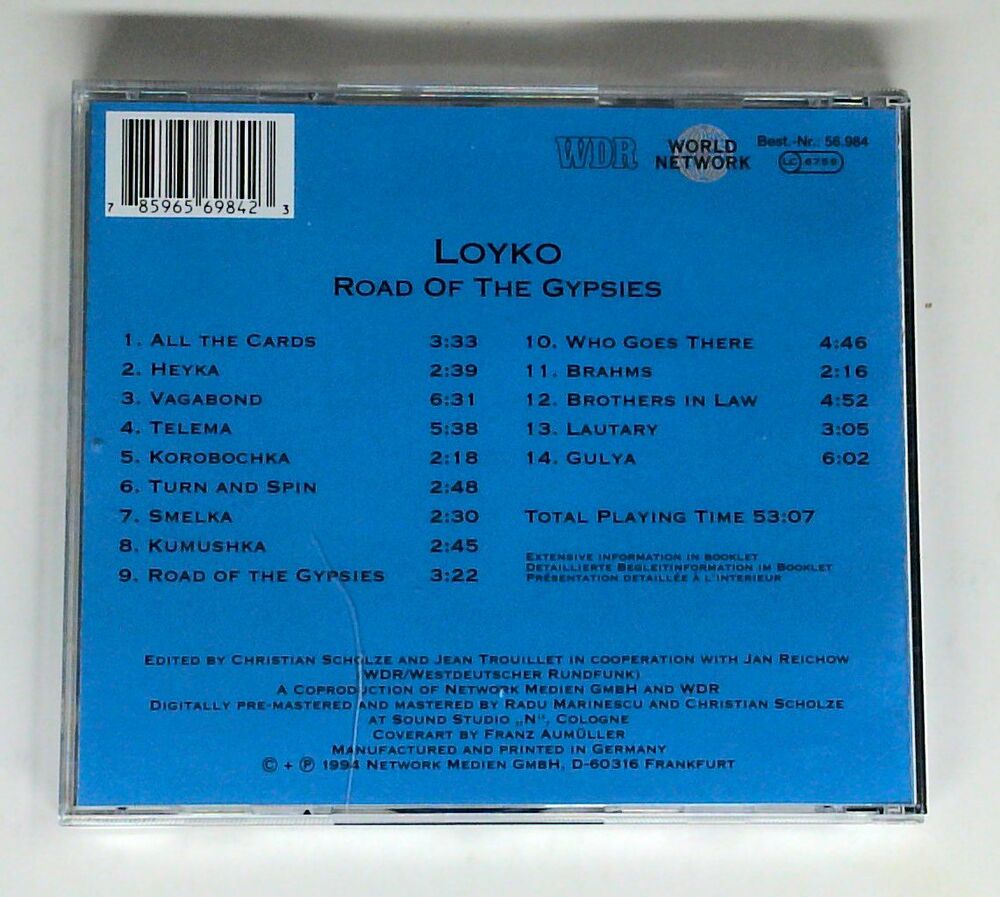 7 85965 69842 3
WDR
WORLD NETWORK
Best.-Nr.: 56.984
LC 6759
LOYKO
ROAD OF THE GYPSIES
1. ALL THE CARDS 3:33
2. HEYKA 2:39
3. VAGABOND 6:31
4. TELEMA 5:38
5. KOROBOCHKA 2:18
6. TURN AND SPIN 2:48
7. SMELKA 2:30
8. KUMUSHKA 2:45
9. ROAD OF THE GYPSIES 3:22
10. WHO GOES THERE 4:46
11. BRAHMS 2:16
12. BROTHERS IN LAW 4:52
13. LAUTARY 3:05
14. GULYA 6:02
TOTAL PLAYING TIME 53:07
EXTENSIVE INFORMATION IN BOOKLET
DETAILLIERTE BEGLEITINFORMATION IM BOOKLET
PRÉSENTATION DETAILLÉE À L'INTERIEUR
EDITED BY CHRISTIAN SCHOLZE AND JEAN TROUILLET IN COOPERATION WITH JAN REICHOW
WDR/WESTDEUTSCHER RUNDFUNK)
A COPRODUCTION OF NETWORK MEDIEN GMBH AND WDR
DIGITALLY PRE-MASTERED AND MASTERED BY RADU MARINESCU AND CHRISTIAN SCHOLZE
AT SOUND STUDIO „N", COLOGNE
COVERART BY FRANZ AUMÜLLER
MANUFACTURED AND PRINTED IN GERMANY
© + ℗ 1994 NETWORK MEDIEN GMBH, D-60316 FRANKFURT